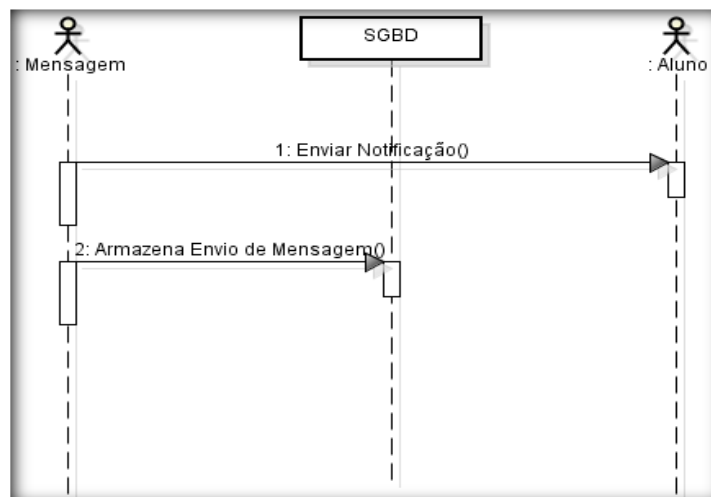 SGBD
: Mensagem
: Aluno
1: Enviar Notificação()
2: Armazena Envio de Mensagem()